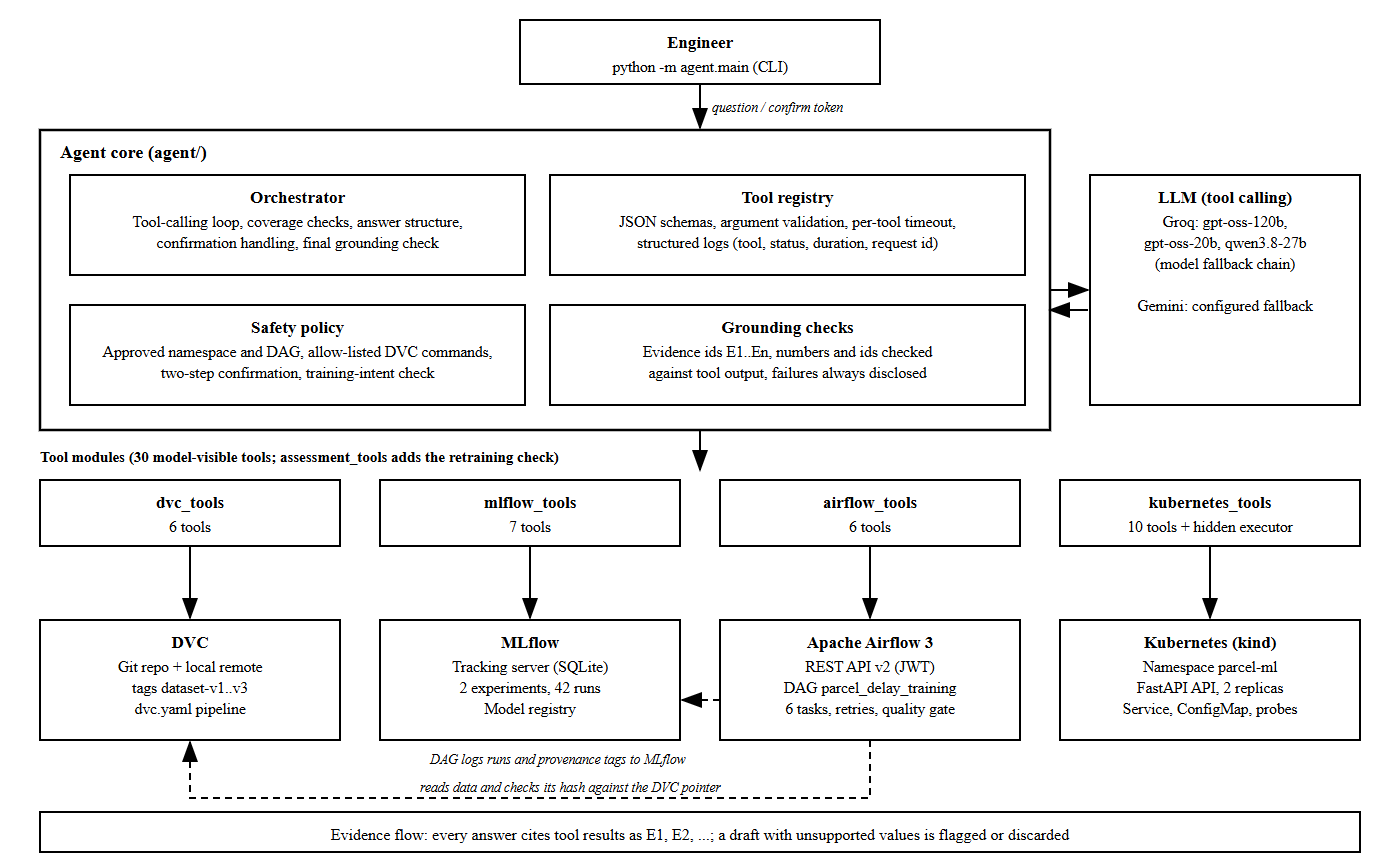 Engineer
python -m agent.main (CLI)
question / confirm token
Agent core (agent/)
Orchestrator
Tool-calling loop, coverage checks, answer structure,
confirmation handling, final grounding check
Tool registry
JSON schemas, argument validation, per-tool timeout,
structured logs (tool, status, duration, request id)
LLM (tool calling)
Groq: gpt-oss-120b,
gpt-oss-20b, qwen3.8-27b
(model fallback chain)
Gemini: configured fallback
Safety policy
Approved namespace and DAG, allow-listed DVC commands,
two-step confirmation, training-intent check
Grounding checks
Evidence ids E1..En, numbers and ids checked
against tool output, failures always disclosed
Tool modules (30 model-visible tools; assessment_tools adds the retraining check)
dvc_tools
6 tools
mlflow_tools
7 tools
airflow_tools
6 tools
kubernetes_tools
10 tools + hidden executor
DVC
Git repo + local remote
tags dataset-v1..v3
dvc.yaml pipeline
MLflow
Tracking server (SQLite)
2 experiments, 42 runs
Model registry
Apache Airflow 3
REST API v2 (JWT)
DAG parcel_delay_training
6 tasks, retries, quality gate
Kubernetes (kind)
Namespace parcel-ml
FastAPI API, 2 replicas
Service, ConfigMap, probes
DAG logs runs and provenance tags to MLflow
reads data and checks its hash against the DVC pointer
Evidence flow: every answer cites tool results as E1, E2, ...; a draft with unsupported values is flagged or discarded